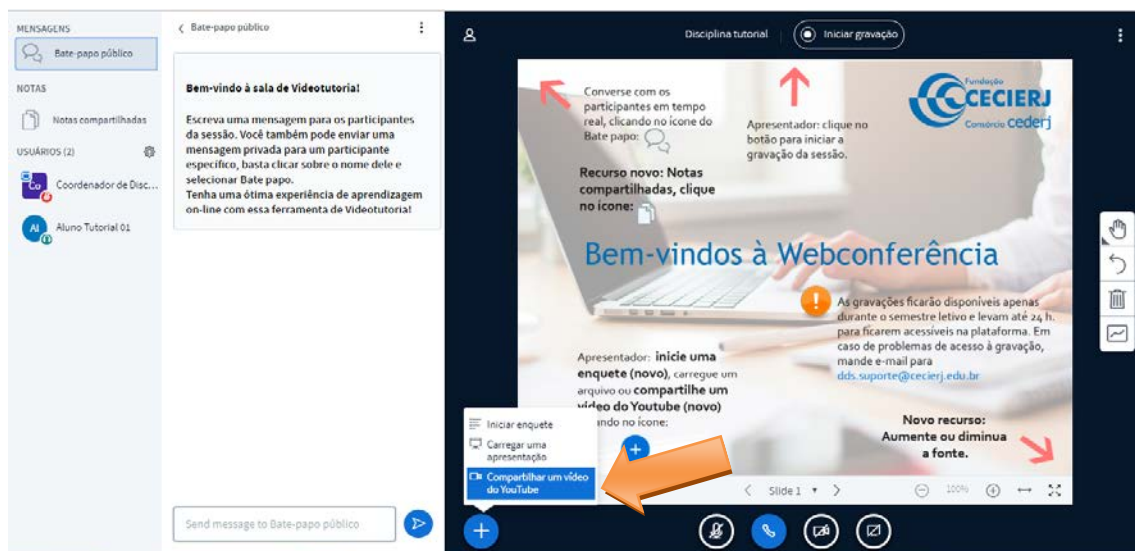 MENSAGENS
Bate-papo público
NOTAS
Notas compartilhadas
USUÁRIOS (2)
Co
Coordenador de Disc...
Al
Aluno Tutorial 01
Bate-papo público
Bem-vindo à sala de Videotutoria!
Escreva uma mensagem para os participantes
da sessão. Você também pode enviar uma
mensagem privada para um participante
específico, basta clicar sobre o nome dele e
selecionar Bate papo.
Tenha uma ótima experiência de aprendizagem
on-line com essa ferramenta de Videotutoria!
Send message to Bate-papo público
Disciplina tutorial
Iniciar gravação
Converse com os
participantes em tempo
real, clicando no ícone do
Bate papo:
Recurso novo: Notas
compartilhadas, clique
no ícone:
Apresentador: clique no
botão para iniciar a
gravação da sessão.
Fundação
CECIERJ
Consórcio cederj
Bem-vindos à Webconferência
As gravações ficarão disponíveis apenas
durante o semestre letivo e levam até 24 h.
para ficarem acessíveis na plataforma. Em
caso de problemas de acesso à gravação,
mande e-mail para
dds.suporte@cecierj.edu.br
Apresentador: inicie uma
enquete (novo), carregue um
arquivo ou compartilhe um
vídeo do Youtube (novo)
ando no ícone:
Novo recurso:
Aumente ou diminua
a fonte.
Iniciar enquete
Carregar uma
apresentação
Compartilhar um vídeo
do YouTube
Slide 1
100%